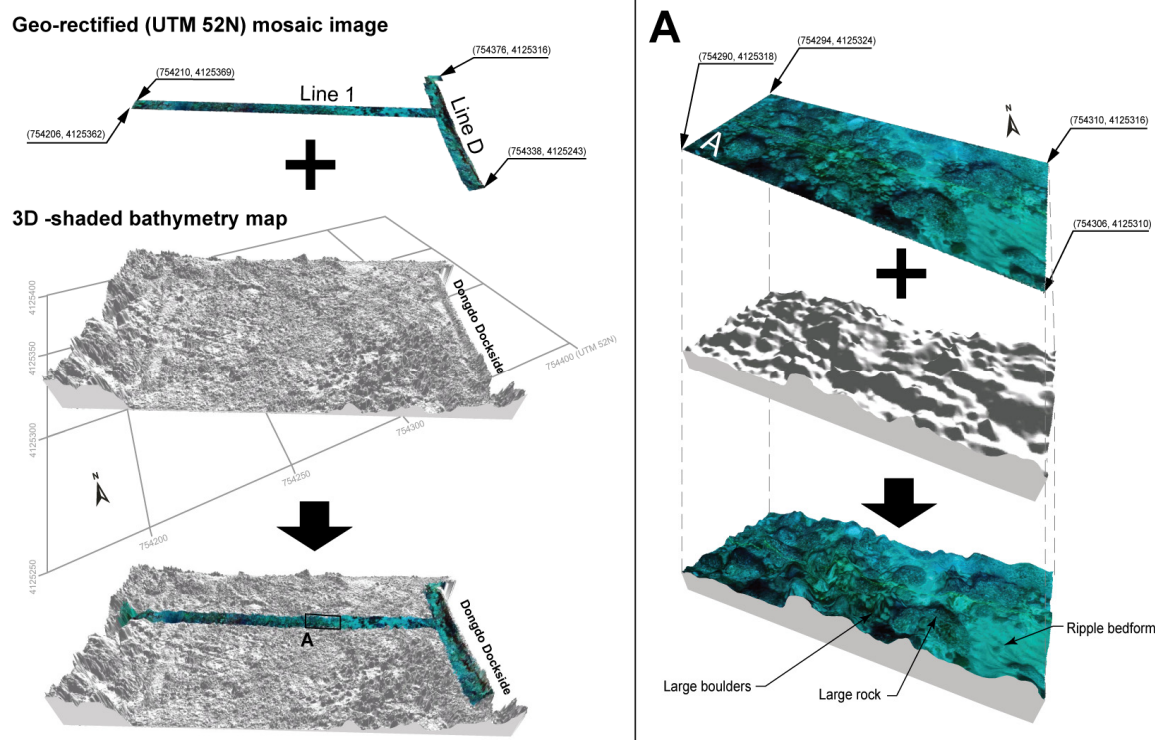 Geo-rectified (UTM 52N) mosaic image
(754376, 4125316)
(754210, 4125369)
Line 1
Line D
(754206, 4125362)
(754338, 4125243)
3D -shaded bathymetry map
4125400
4125350
4125300
4125250
Dongdo Dockside
754400 (UTM 52N)
754300
754250
754200
N
A
Dongdo Dockside
A
(754294, 4125324)
(754290, 4125318)
N
(754310, 4125316)
A
(754306, 4125310)
Ripple bedform
Large boulders
Large rock